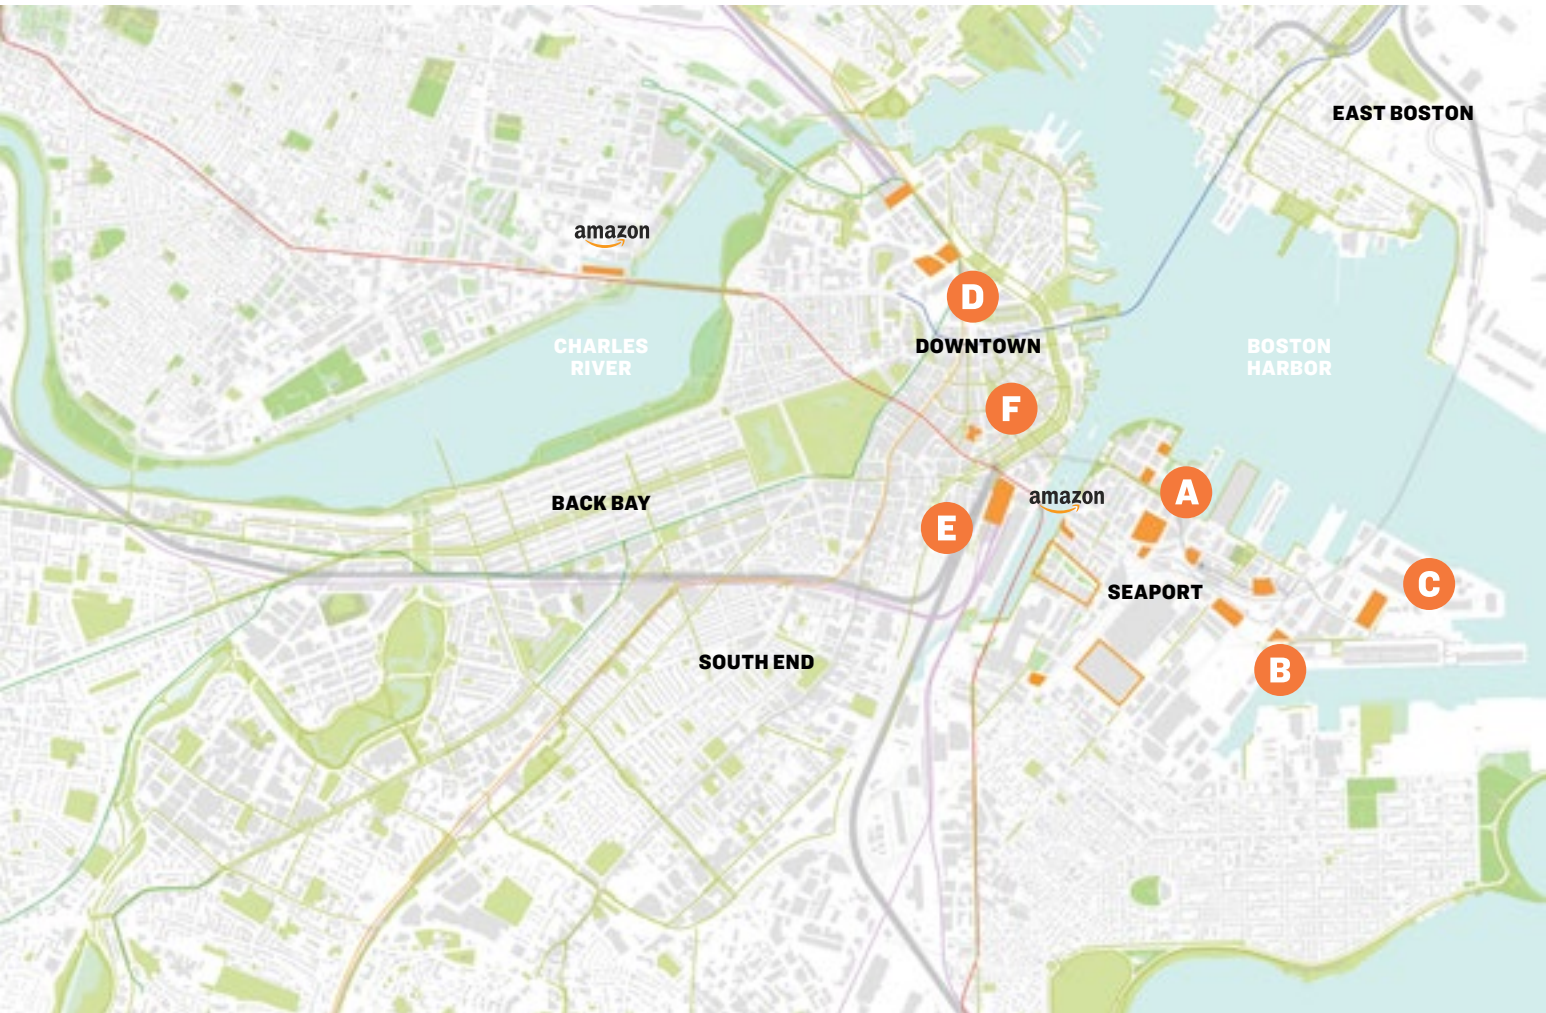 EAST BOSTON
amazon
D
CHARLES
RIVER
DOWNTOWN
BOSTON
HARBOR
F
BACK BAY
amazon
A
E
SEAPORT
C
SOUTH END
B